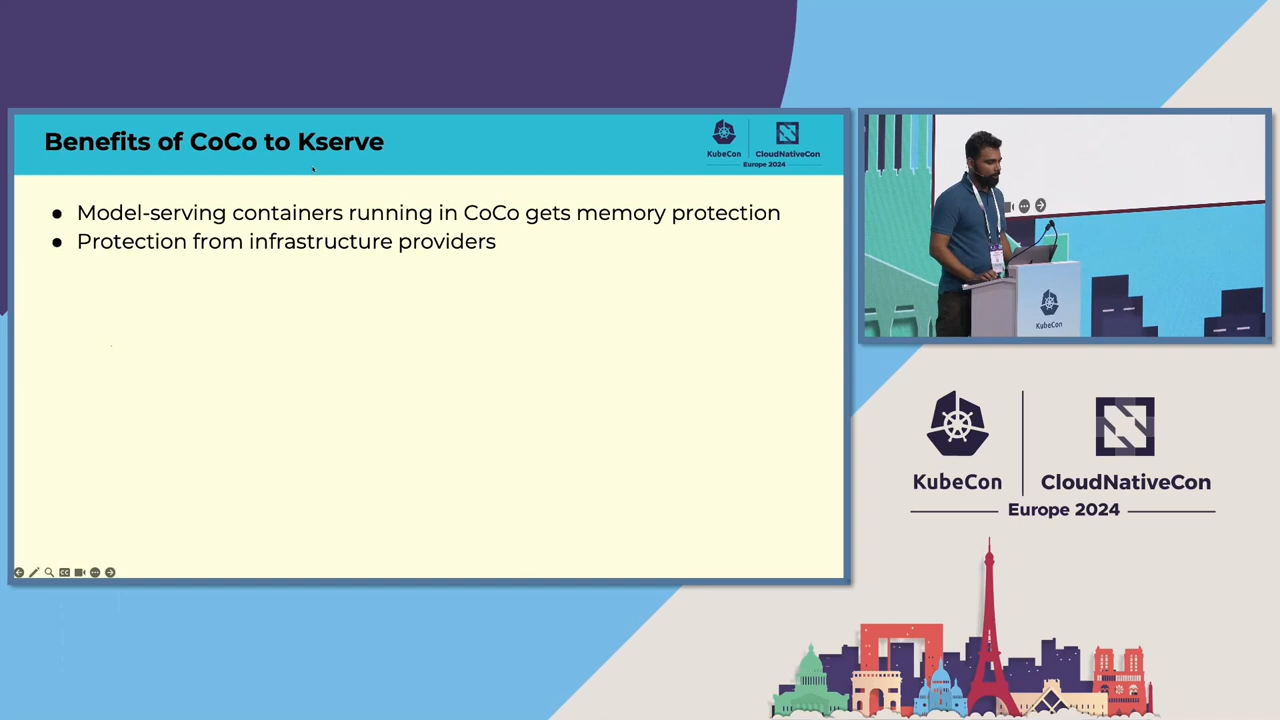 Benefits of CoCo to Kserve
KubeCon
CloudNativeCon
Europe 2024
Model-serving containers running in CoCo gets memory protection
Protection from infrastructure providers
KubeCon
KubeCon
CloudNativeCon
Europe 2024